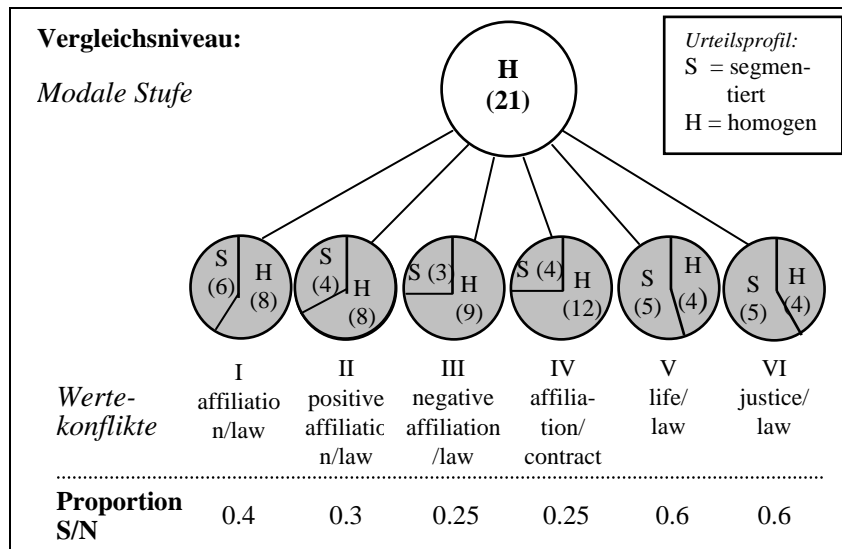 Vergleichsniveau:
Modale Stufe
H
(21)
Urteilsprofil:
S = segmen-
tiert
H = homogen
S
(6)
H
(8)
S
(4)
H
(8)
S (3)
H
(9)
S (4)
H
(12)
S
(5)
H
(4)
S
(5)
H
(4)
I II III IV V VI
Werte-
konflikte
affiliatio
n/law
positive
affiliatio
n/law
negative
affiliation
/law
affilia-
tion/
contract
life/
law
justice/
law
Proportion
S/N
0.4 0.3 0.25 0.25 0.6 0.6